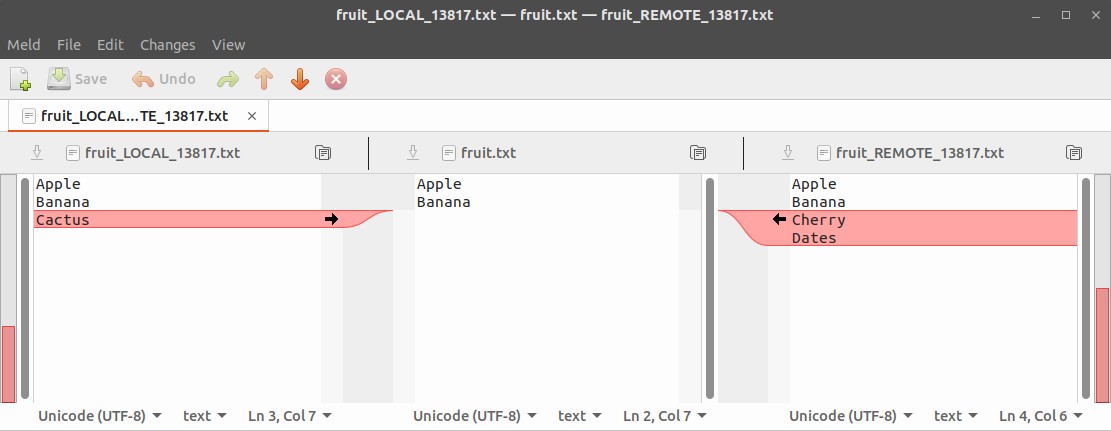 fruit_LOCAL_13817.txt — fruit.txt — fruit_REMOTE_13817.txt
Meld File Edit Changes View
Save Undo
fruit_LOCAL...TE_13817.txt
fruit_LOCAL_13817.txt fruit.txt fruit_REMOTE_13817.txt
Apple
Banana
Cactus
Apple
Banana
Apple
Banana
Cherry
Dates
Unicode (UTF-8) text Ln 3, Col 7 Unicode (UTF-8) text Ln 2, Col 7 Unicode (UTF-8) text Ln 4, Col 6